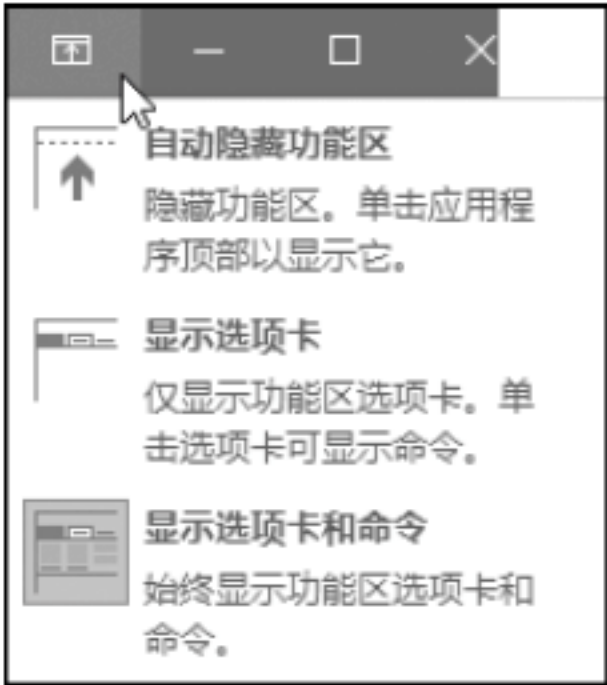 自动隐藏功能区
隐藏功能区。单击应用程
序顶部以显示它。
显示选项卡
仅显示功能区选项卡。单
击选项卡可显示命令。
显示选项卡和命令
始终显示功能区选项卡和
命令。